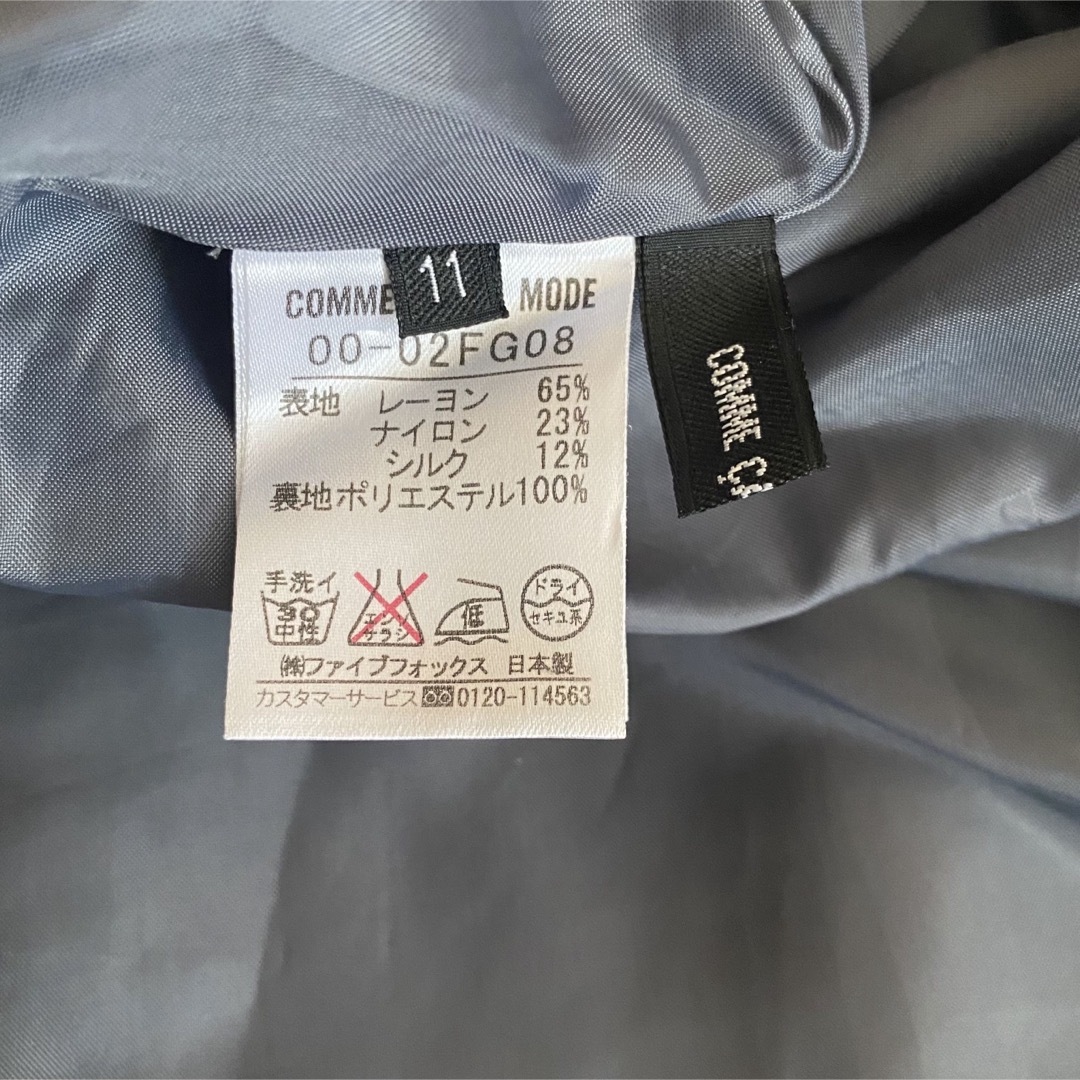 11
COMME MODE
00-02FG08
表地 レーヨン 65%
ナイロン 23%
シルク 12%
裏地ポリエステル100%
手洗イ
30
中性
エンソ
サラシ
低
ドライ
セキユ系
㈱ファイブフォックス 日本製
カスタマーサービス 0120-114563
COMME